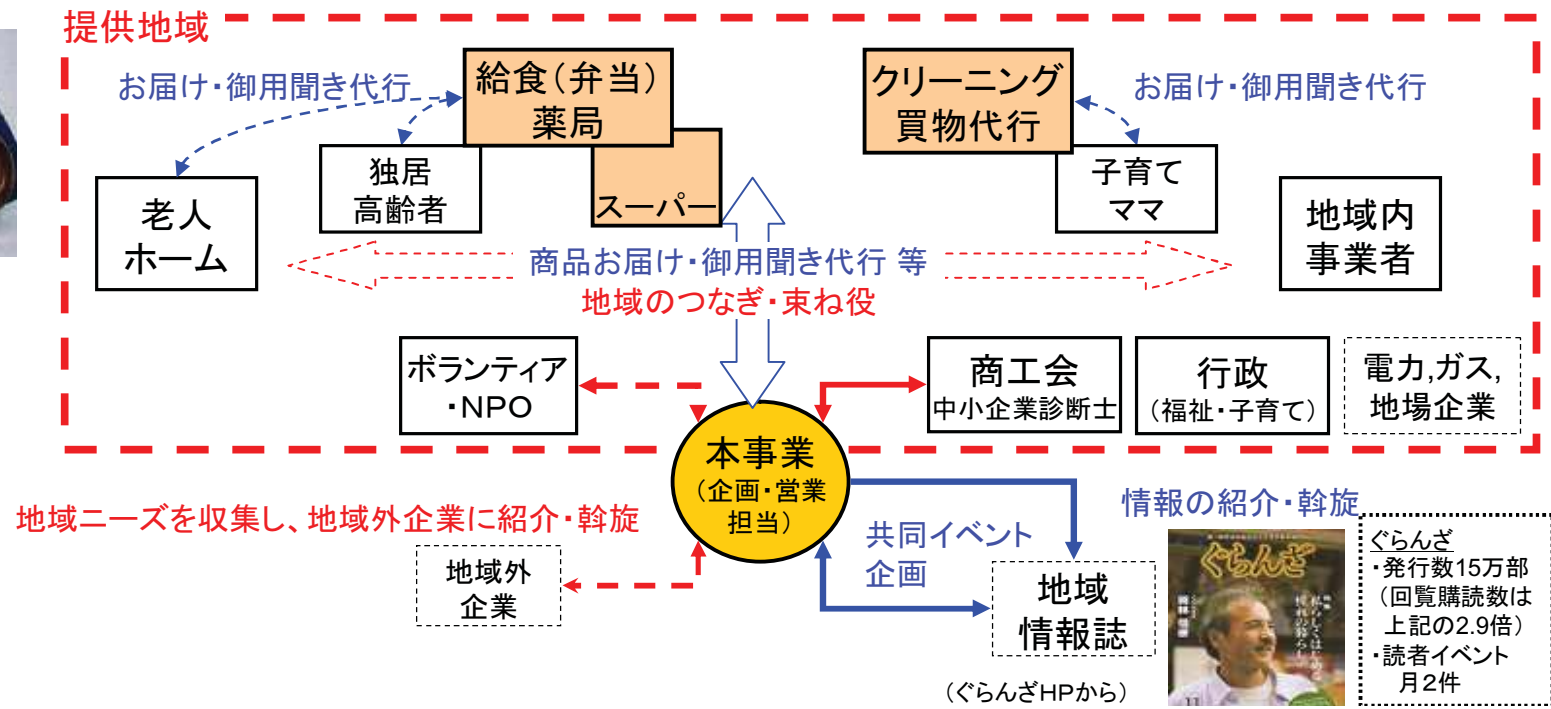 提供地域
お届け・御用聞き代行
給食(弁当)
薬局
スーパー
クリーニング
買物代行
お届け・御用聞き代行
老人
ホーム
独居
高齢者
子育て
ママ
地域内
事業者
商品お届け・御用聞き代行 等
地域のつなぎ・束ね役
ボランティア
・NPO
商工会
中小企業診断士
行政
(福祉・子育て)
電力,ガス,
地場企業
本事業
(企画・営業
担当)
地域ニーズを収集し、地域外企業に紹介・斡旋
地域外
企業
共同イベント
企画
情報の紹介・斡旋
地域
情報誌
(ぐらんざHPから)
ぐらんざ
11
ぐらんざ
・発行数15万部
(回覧購読数は
上記の2.9倍)
・読者イベント
月2件